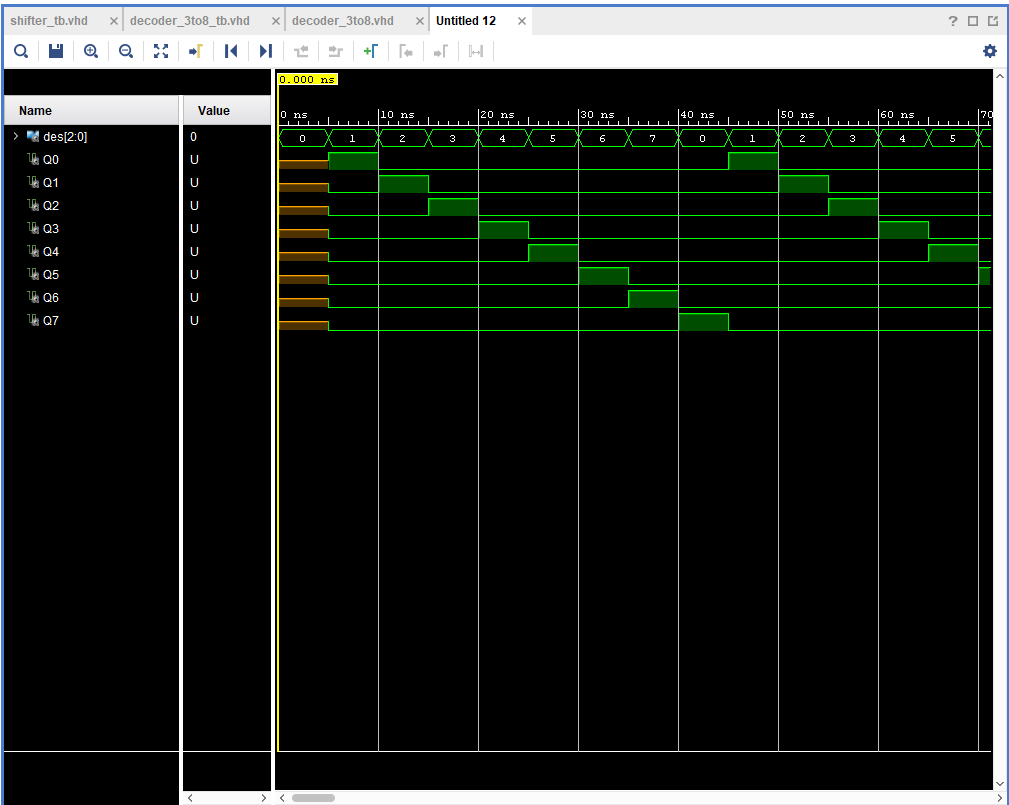 shifter_tb.vhd × decoder_3to8_tb.vhd × decoder_3to8.vhd × Untitled 12 × ?
0.000 ns
Name Value
0 ns 10 ns 20 ns 30 ns 40 ns 50 ns 60 ns 70
des[2:0] 0 0 1 2 3 4 5 6 7 0 1 2 3 4 5
Q0 U
Q1 U
Q2 U
Q3 U
Q4 U
Q5 U
Q6 U
Q7 U